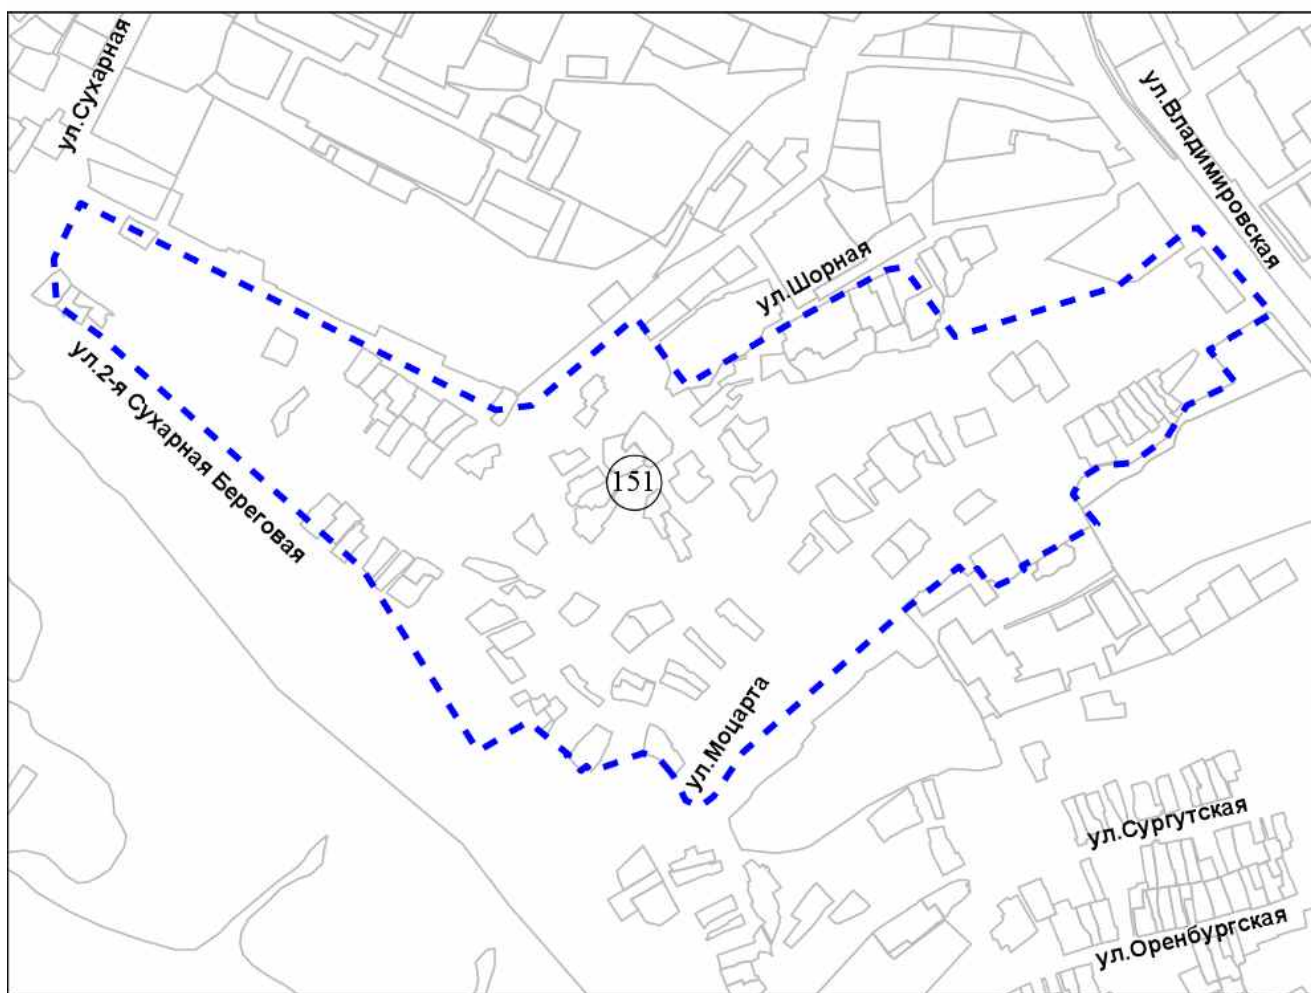 ул.Сухарная
ул.Владимировская
ул.Шорная
ул.2-я Сухарная Береговая
151
ул.Моцарта
ул.Сургутская
ул.Оренбургская